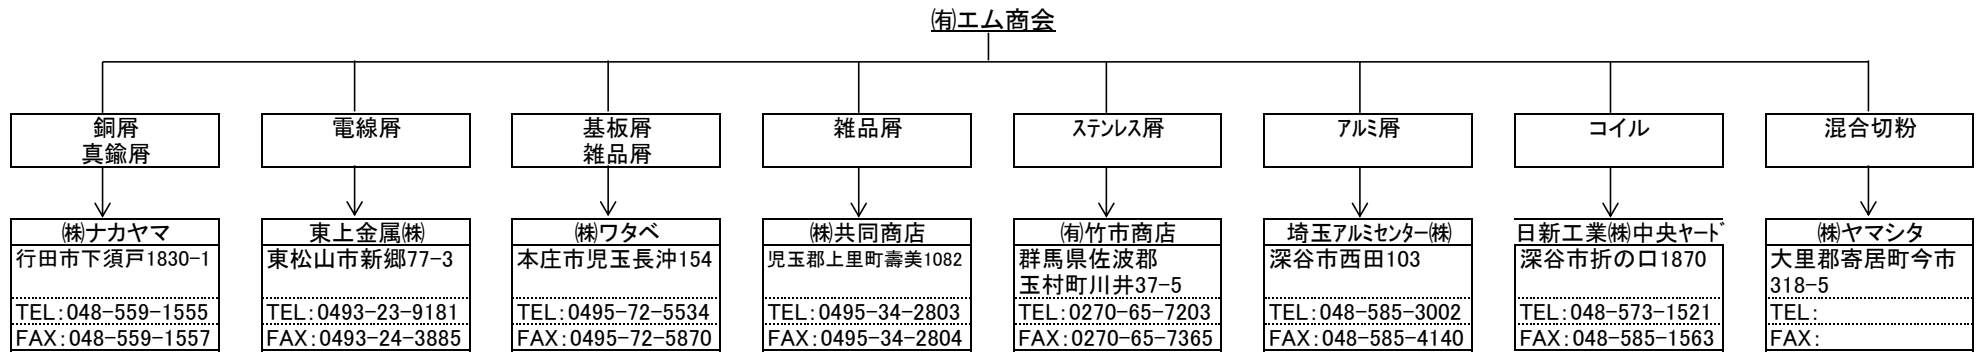 ㈲エム商会
銅屑
真鍮屑
電線屑
基板屑
雑品屑
雑品屑
ｽﾃﾝﾚｽ屑
ｱﾙﾐ屑
コイル
混合切粉
㈱ナカヤマ
行田市下須戸1830-1
TEL:048-559-1555
FAX:048-559-1557
東上金属㈱
東松山市新郷77-3
TEL:0493-23-9181
FAX:0493-24-3885
㈱ワタベ
本庄市児玉長沖154
TEL:0495-72-5534
FAX:0495-72-5870
㈱共同商店
児玉郡上里町壽美1082
TEL:0495-34-2803
FAX:0495-34-2804
㈲竹市商店
群馬県佐波郡
玉村町川井37-5
TEL:0270-65-7203
FAX:0270-65-7365
埼玉ｱﾙﾐｾﾝﾀｰ㈱
深谷市西田103
TEL:048-585-3002
FAX:048-585-4140
日新工業㈱中央ﾔｰﾄﾞ
深谷市折の口1870
TEL:048-573-1521
FAX:048-585-1563
㈱ヤマシタ
大里郡寄居町今市
318-5
TEL:
FAX: